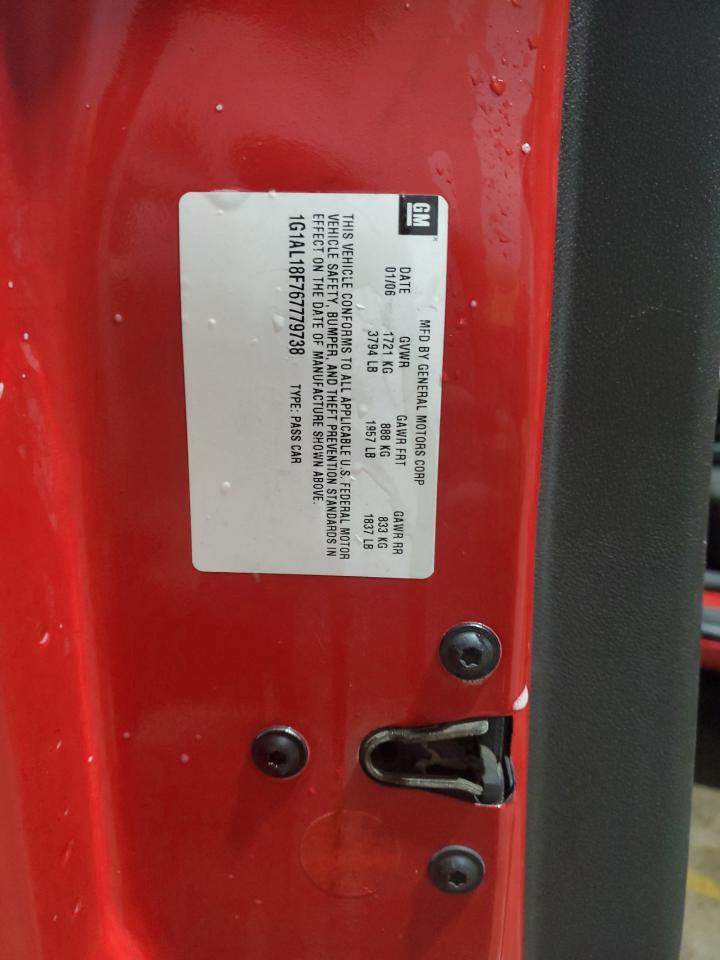 GM
MFD BY GENERAL MOTORS CORP
DATE GVWR GAWR FRT GAWR RR
01/06 1721 KG 888 KG 833 KG
3794 LB 1957 LB 1837 LB
THIS VEHICLE CONFORMS TO ALL APPLICABLE U.S. FEDERAL MOTOR
VEHICLE SAFETY, BUMPER, AND THEFT PREVENTION STANDARDS IN
EFFECT ON THE DATE OF MANUFACTURE SHOWN ABOVE.
1G1AL18F767779738 TYPE: PASS CAR